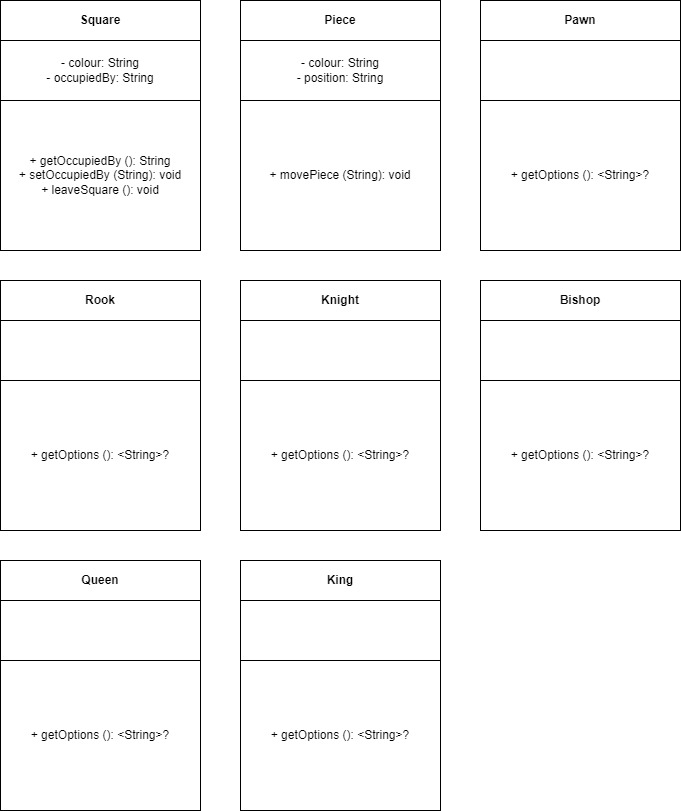 Square
- colour: String
- occupiedBy: String
+ getOccupiedBy (): String
+ setOccupiedBy (String): void
+ leaveSquare (): void
Piece
- colour: String
- position: String
+ movePiece (String): void
Pawn
+ getOptions (): <String>?
Rook
+ getOptions (): <String>?
Knight
+ getOptions (): <String>?
Bishop
+ getOptions (): <String>?
Queen
+ getOptions (): <String>?
King
+ getOptions (): <String>?